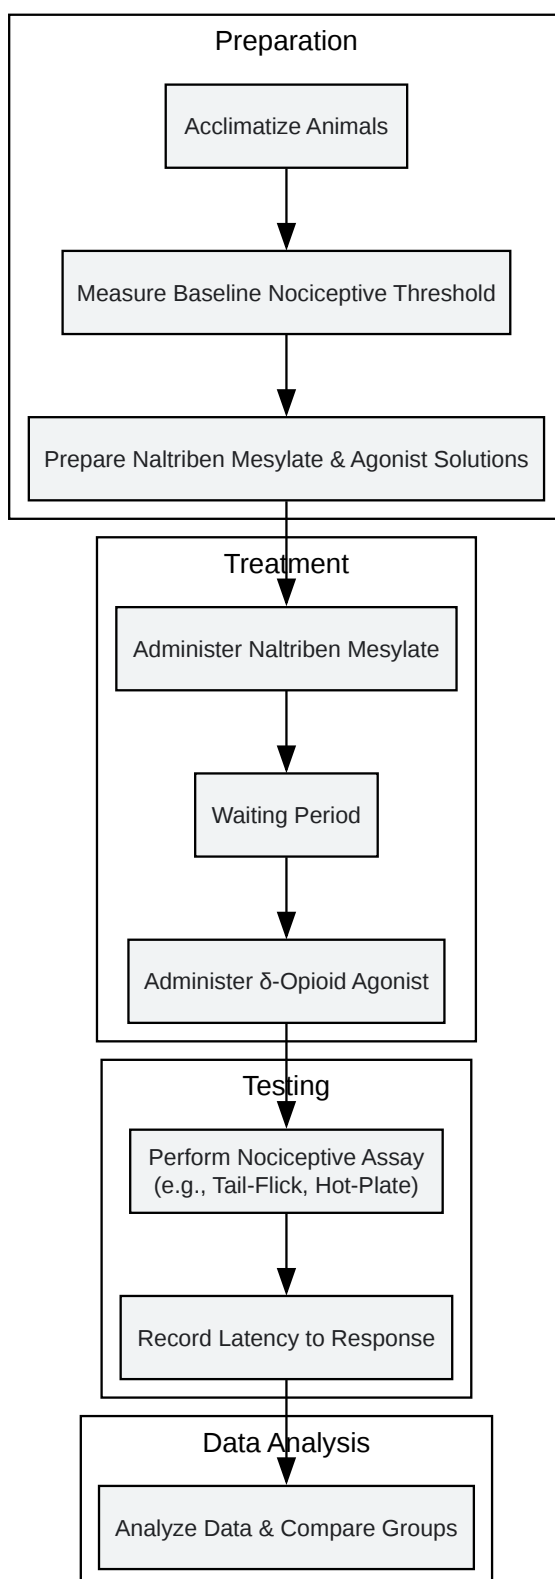 Preparation
Acclimatize Animals
Measure Baseline Nociceptive Threshold
Prepare Naltriben Mesylate & Agonist Solutions
Treatment
Administer Naltriben Mesylate
Waiting Period
Administer δ-Opioid Agonist
Testing
Perform Nociceptive Assay
(e.g., Tail-Flick, Hot-Plate)
Record Latency to Response
Data Analysis
Analyze Data & Compare Groups